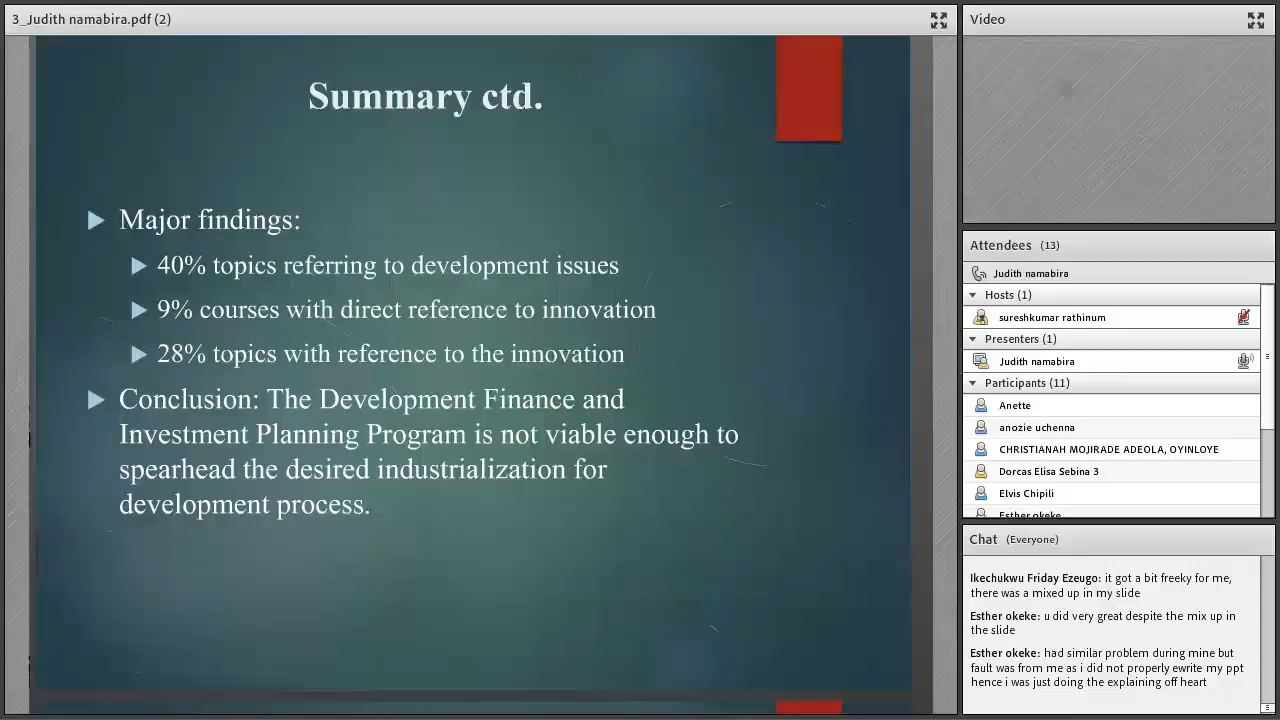 3_Judith namabira.pdf (2)
Summary ctd.
Major findings:
40% topics referring to development issues
9% courses with direct reference to innovation
28% topics with reference to the innovation
Conclusion: The Development Finance and
Investment Planning Program is not viable enough to
spearhead the desired industrialization for
development process.
Video
Attendees (13)
Judith namabira
Hosts (1)
sureshkumar rathinum
Presenters (1)
Judith namabira
Participants (11)
Anette
anozie uchenna
CHRISTIANAH MOJIRADE ADEOLA, OYINLOYE
Dorcas Elisa Sebina 3
Elvis Chipili
Esther okeke
Chat (Everyone)
Ikechukwu Friday Ezeugo: it got a bit freeky for me,
there was a mixed up in my slide
Esther okeke: u did very great despite the mix up in
the slide
Esther okeke: had similar problem during mine but
fault was from me as i did not properly ewrite my ppt
hence i was just doing the explaining off heart